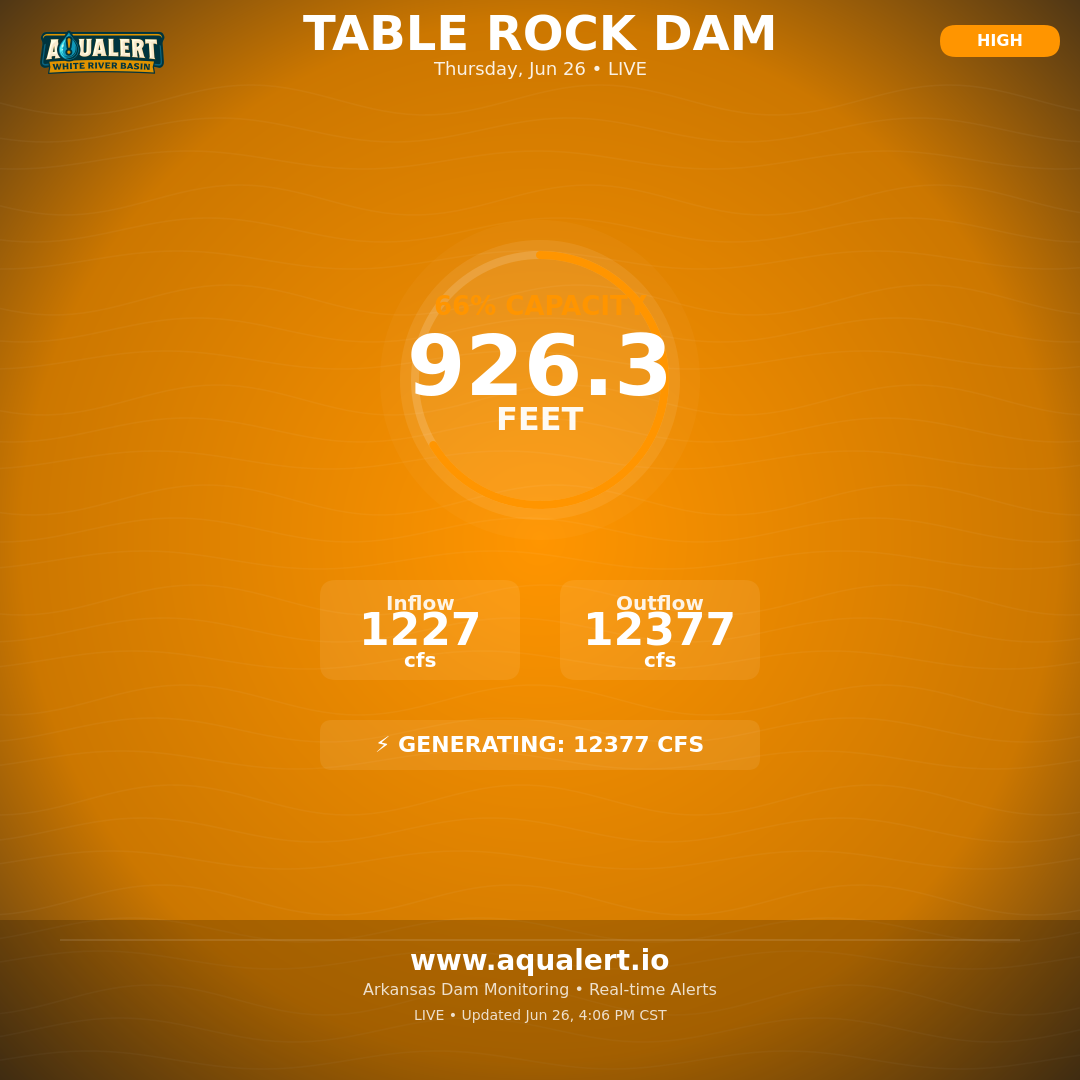 AQUALERT
WHITE RIVER BASIN
TABLE ROCK DAM
Thursday, Jun 26 • LIVE
HIGH
66% CAPACITY
926.3
FEET
Inflow
1227
cfs
Outflow
12377
cfs
⚡ GENERATING: 12377 CFS
www.aqualert.io
Arkansas Dam Monitoring • Real-time Alerts
LIVE • Updated Jun 26, 4:06 PM CST